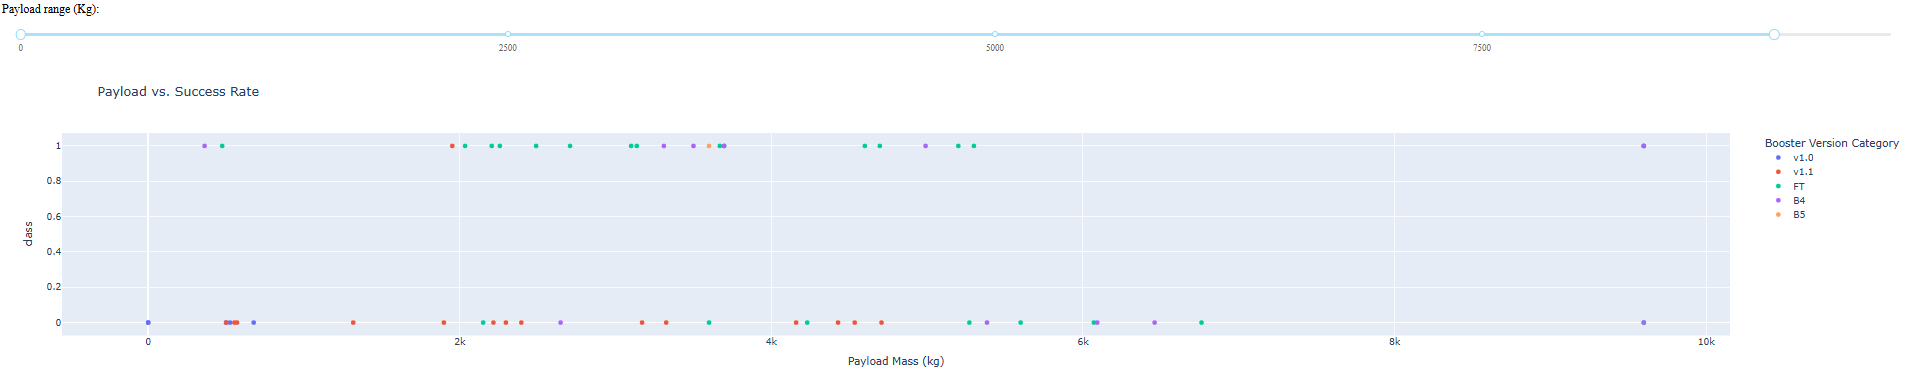 Payload range (Kg):
0 2500 5000 7500
Payload vs. Success Rate
1
0.8
0.6
0.4
0.2
0
class
0 2k 4k 6k 8k 10k
Payload Mass (kg)
Booster Version Category
v1.0
v1.1
FT
B4
B5